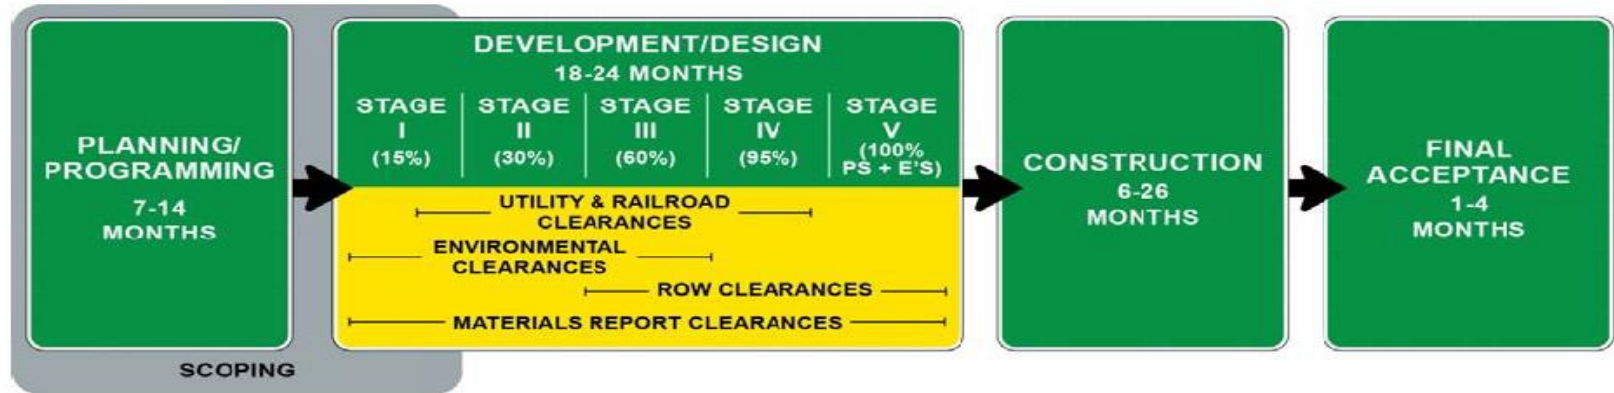 PLANNING/
PROGRAMMING
7-14
MONTHS
DEVELOPMENT/DESIGN
18-24 MONTHS
STAGE
I
(15%)
STAGE
II
(30%)
STAGE
III
(60%)
STAGE
IV
(95%)
STAGE
V
(100%
PS + E'S)
UTILITY & RAILROAD
CLEARANCES
ENVIRONMENTAL
CLEARANCES
ROW CLEARANCES
MATERIALS REPORT CLEARANCES
CONSTRUCTION
6-26
MONTHS
FINAL
ACCEPTANCE
1-4
MONTHS
SCOPING